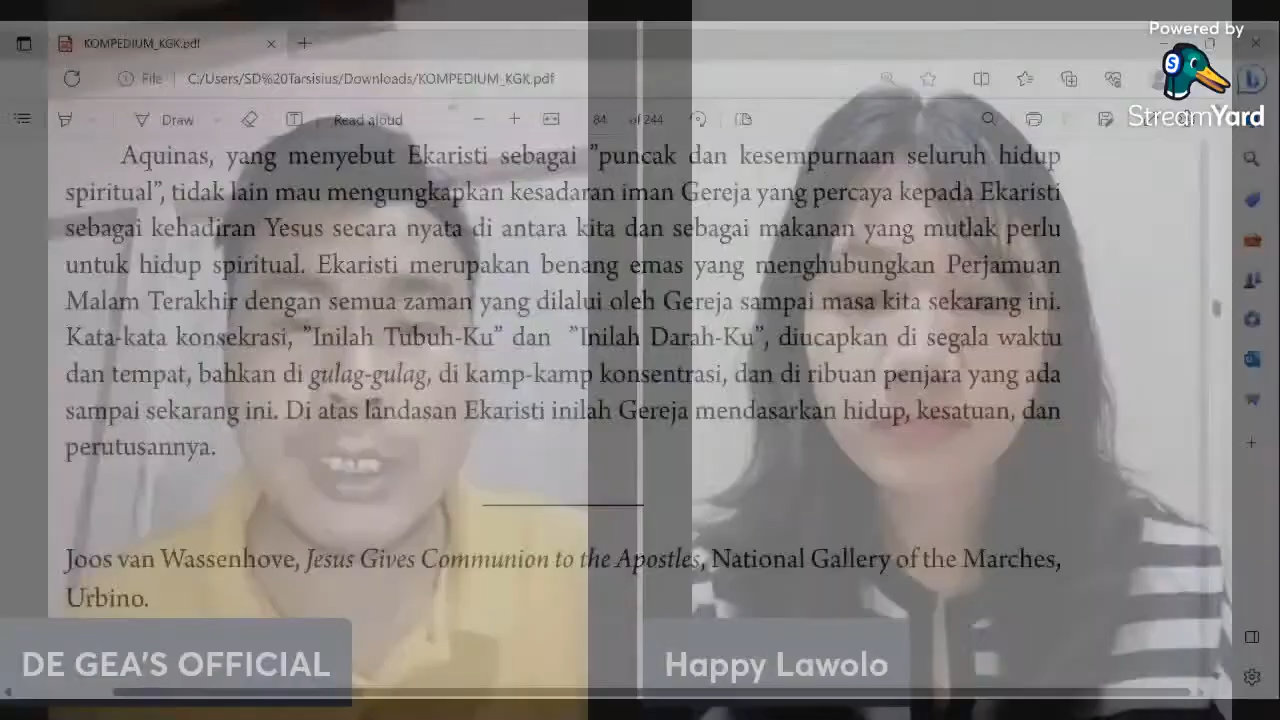 Powered by
StreamYard
KOMPEDIUM_KGK.pdf
File
C:/Users/SD%20Tarsisius/Downloads/KOMPEDIUM_KGK.pdf
Draw
Read aloud
84 of 244
Aquinas, yang menyebut Ekaristi sebagai ”puncak dan kesempurnaan seluruh hidup
spiritual”, tidak lain mau mengungkapkan kesadaran iman Gereja yang percaya kepada Ekaristi
sebagai kehadiran Yesus secara nyata di antara kita dan sebagai makanan yang mutlak perlu
untuk hidup spiritual. Ekaristi merupakan benang emas yang menghubungkan Perjamuan
Malam Terakhir dengan semua zaman yang dilalui oleh Gereja sampai masa kita sekarang ini.
Kata-kata konsekrasi, ”Inilah Tubuh-Ku” dan ”Inilah Darah-Ku”, diucapkan di segala waktu
dan tempat, bahkan di gulag-gulag, di kamp-kamp konsentrasi, dan di ribuan penjara yang ada
sampai sekarang ini. Di atas landasan Ekaristi inilah Gereja mendasarkan hidup, kesatuan, dan
perutusannya.
Joos van Wassenhove, Jesus Gives Communion to the Apostles, National Gallery of the Marches,
Urbino.
DE GEA'S OFFICIAL
Happy Lawolo